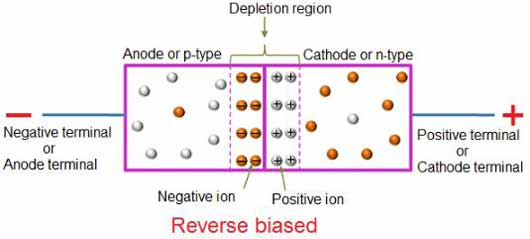 Depletion region
Anode or p-type
Cathode or n-type
−
+
Negative terminal
or
Anode terminal
Positive terminal
or
Cathode terminal
Negative ion
Positive ion
Reverse biased